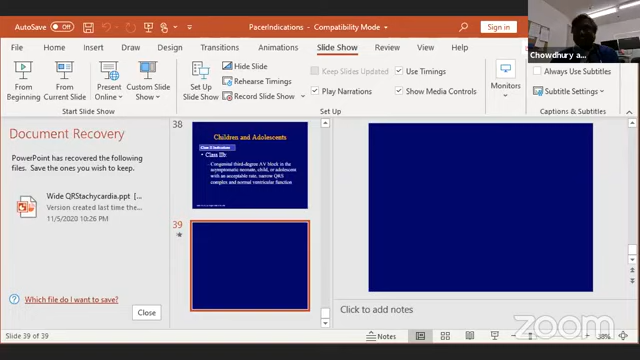 AutoSave Off
PacerIndications - Compatibility Mode
Sign in
Chowdhury a...
File Home Insert Draw Design Transitions Animations Slide Show Review View Help
From Beginning
From Current Slide
Present Online
Custom Slide Show
Start Slide Show
Set Up Slide Show
Hide Slide
Rehearse Timings
Record Slide Show
Keep Slides Updated
Use Timings
Play Narrations
Show Media Controls
Set Up
Monitors
Always Use Subtitles
Subtitle Settings
Captions & Subtitles
Document Recovery
PowerPoint has recovered the following files. Save the ones you wish to keep.
Wide QRStachycardia.ppt [...
Version created last time the...
11/5/2020 10:26 PM
Which file do I want to save?
Close
38
Children and Adolescents
Class II Indications
• Class IIb:
Congenital third-degree AV block in the
asymptomatic neonate, child, or adolescent
with an acceptable rate, narrow QRS
complex and normal ventricular function
39
Click to add notes
Slide 39 of 39
Notes
38%
zoom